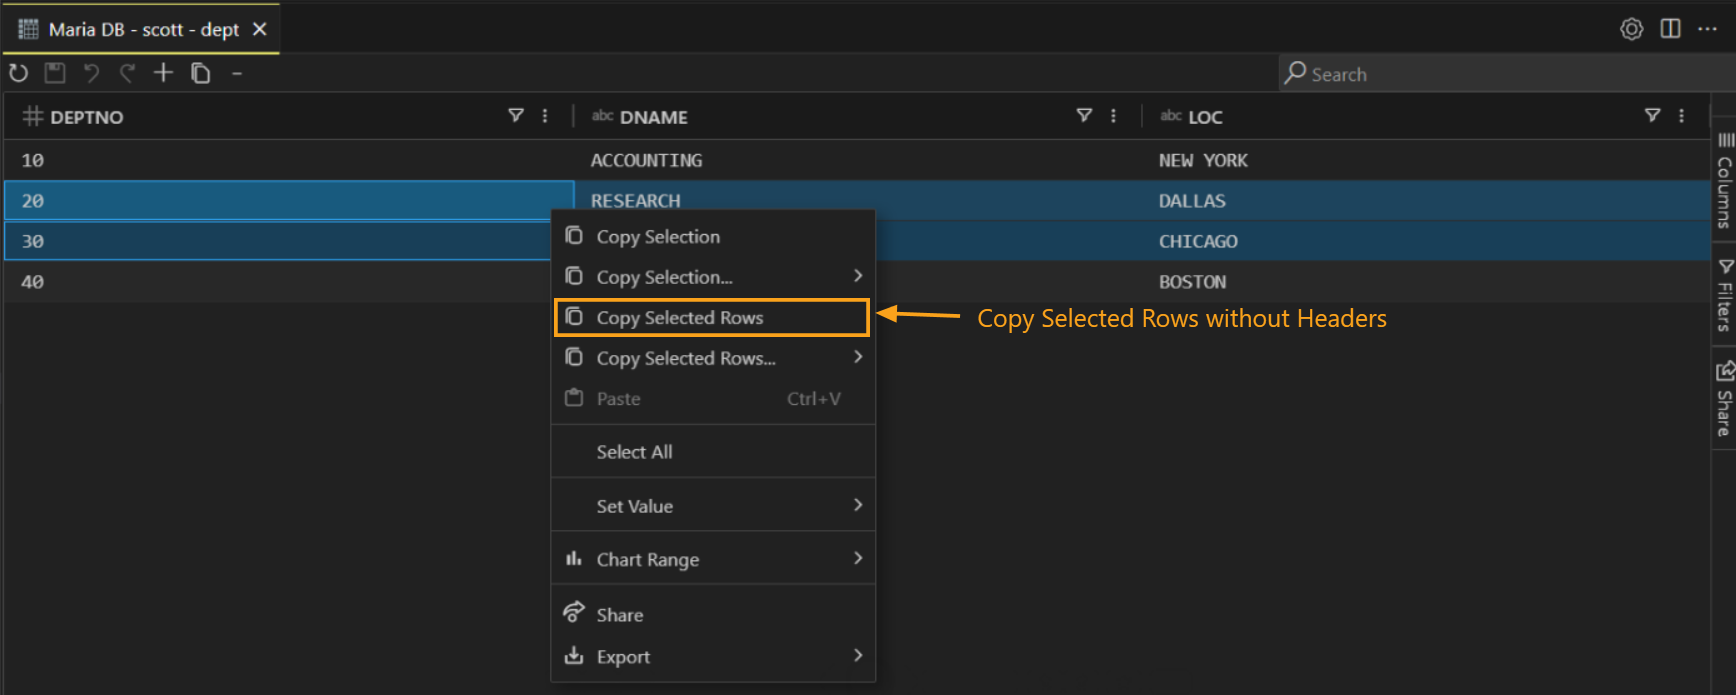 Maria DB - scott - dept
Search
DEPTNO abc DNAME abc LOC
10 ACCOUNTING NEW YORK
20 RESEARCH DALLAS
30 CHICAGO
40 BOSTON
Copy Selection
Copy Selection...
Copy Selected Rows
Copy Selected Rows without Headers
Copy Selected Rows...
Paste Ctrl+V
Select All
Set Value
Chart Range
Share
Export
Columns
Filters
Share